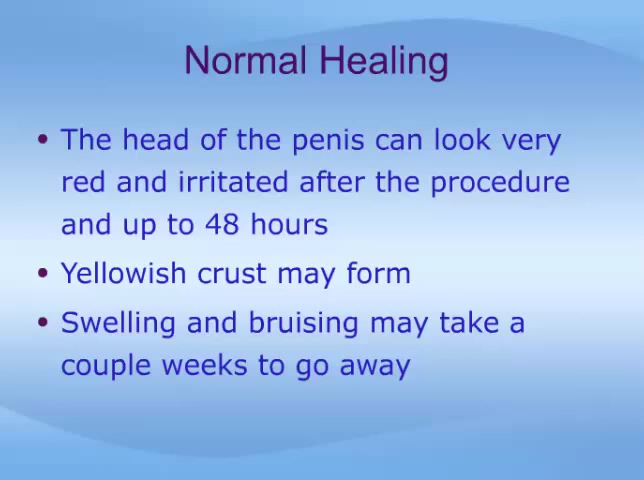 Normal Healing
• The head of the penis can look very
red and irritated after the procedure
and up to 48 hours
• Yellowish crust may form
• Swelling and bruising may take a
couple weeks to go away